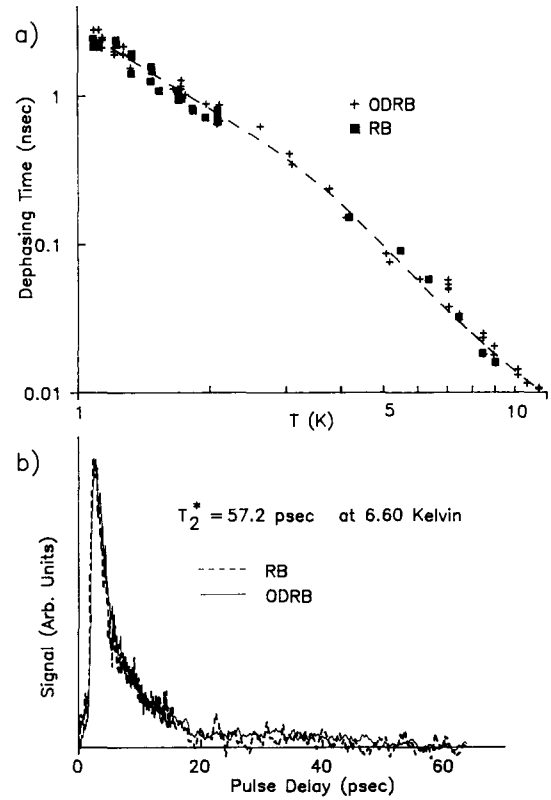 a)
Dephasing Time (nsec)
1
0.1
0.01
+ ODRB
■ RB
1
5
10
T (K)
b)
Signal (Arb. Units)
T₂* = 57.2 psec at 6.60 Kelvin
RB
ODRB
0
20
40
60
Pulse Delay (psec)